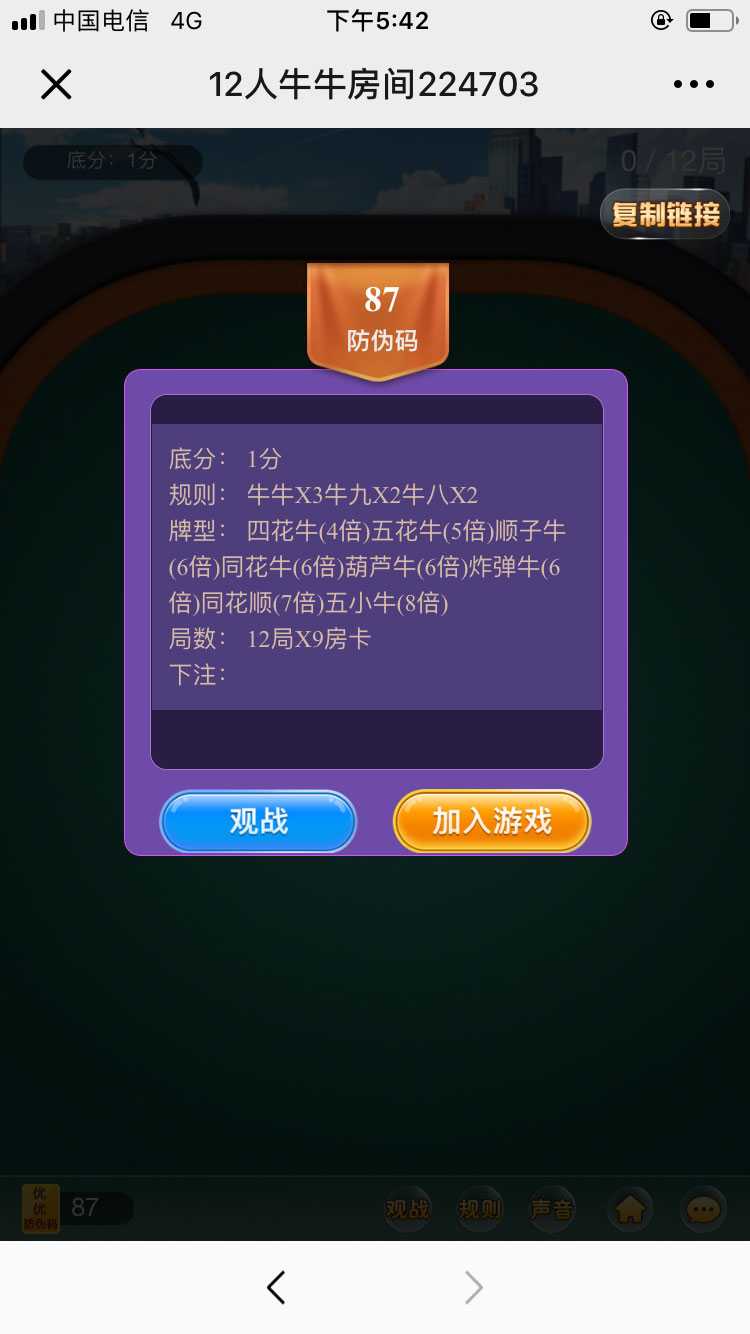 中国电信 4G 下午5:42
12人牛牛房间224703
底分：1分 0 / 12局
复制链接
87
防伪码
底分： 1分
规则： 牛牛X3牛九X2牛八X2
牌型： 四花牛(4倍)五花牛(5倍)顺子牛
(6倍)同花牛(6倍)葫芦牛(6倍)炸弹牛(6
倍)同花顺(7倍)五小牛(8倍)
局数： 12局X9房卡
下注：
观战 加入游戏
优
优
防伪码
87 观战 规则 声音